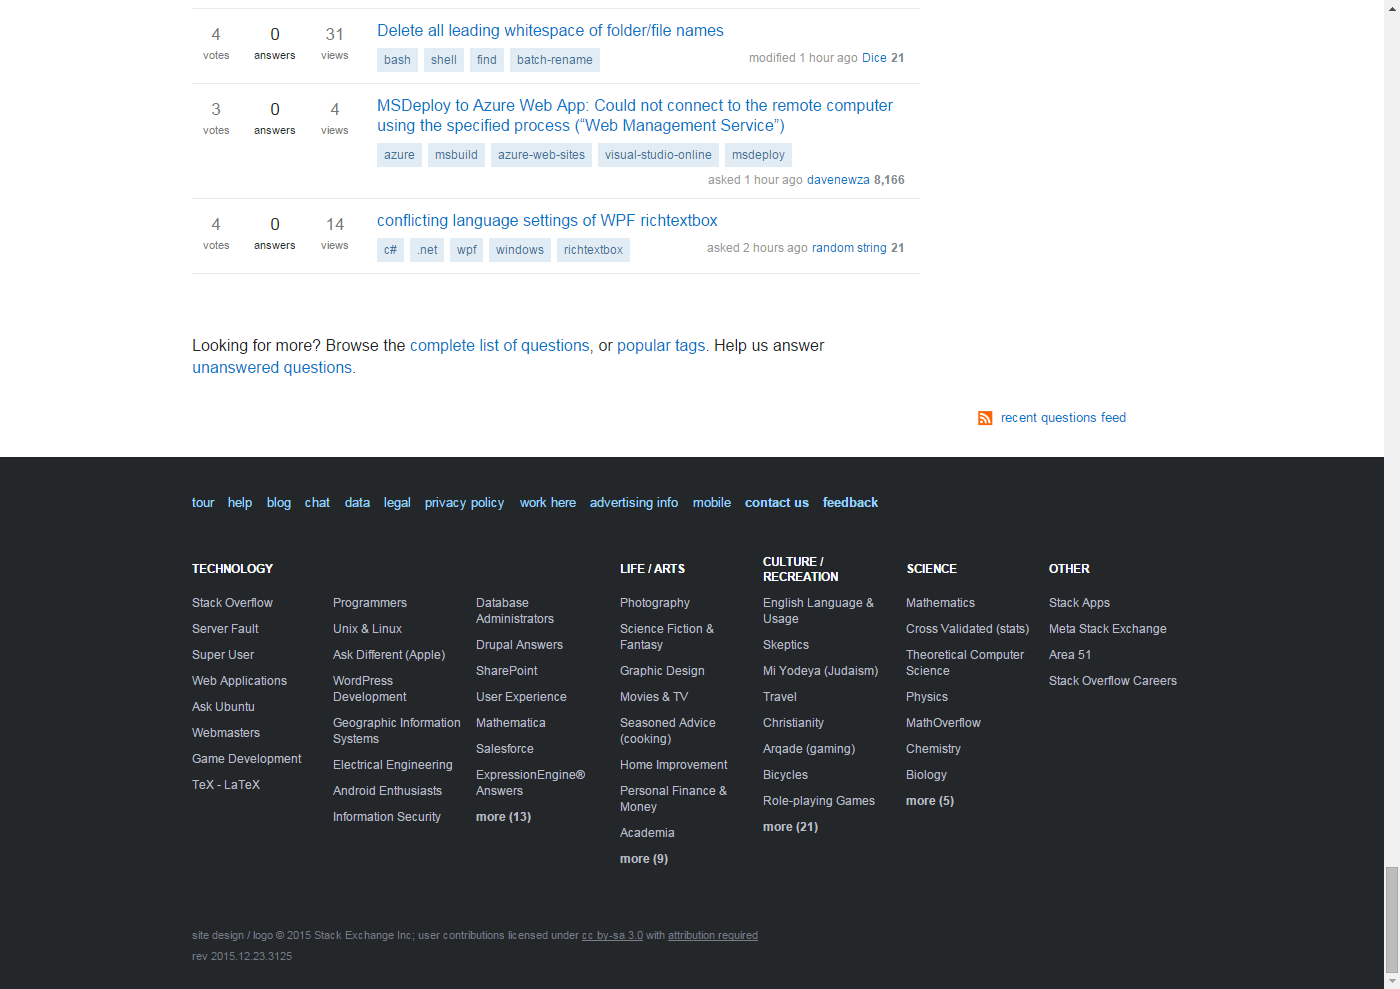 4 0 31 Delete all leading whitespace of folder/file names
votes answers views bash shell find batch-rename modified 1 hour ago Dice 21
3 0 4 MSDeploy to Azure Web App: Could not connect to the remote computer
votes answers views using the specified process (“Web Management Service”)
azure msbuild azure-web-sites visual-studio-online msdeploy
asked 1 hour ago davenewza 8,166
4 0 14 conflicting language settings of WPF richtextbox
votes answers views c# .net wpf windows richtextbox asked 2 hours ago random string 21
Looking for more? Browse the complete list of questions, or popular tags. Help us answer
unanswered questions.
recent questions feed
tour help blog chat data legal privacy policy work here advertising info mobile contact us feedback
TECHNOLOGY
Stack Overflow
Server Fault
Super User
Web Applications
Ask Ubuntu
Webmasters
Game Development
TeX - LaTeX
Programmers
Unix & Linux
Ask Different (Apple)
WordPress
Development
Geographic Information
Systems
Electrical Engineering
Android Enthusiasts
Information Security
Database
Administrators
Drupal Answers
SharePoint
User Experience
Mathematica
Salesforce
ExpressionEngine®
Answers
more (13)
LIFE / ARTS
Photography
Science Fiction &
Fantasy
Graphic Design
Movies & TV
Seasoned Advice
(cooking)
Home Improvement
Personal Finance &
Money
Academia
more (9)
CULTURE /
RECREATION
English Language &
Usage
Skeptics
Mi Yodeya (Judaism)
Travel
Christianity
Arqade (gaming)
Bicycles
Role-playing Games
more (21)
SCIENCE
Mathematics
Cross Validated (stats)
Theoretical Computer
Science
Physics
MathOverflow
Chemistry
Biology
more (5)
OTHER
Stack Apps
Meta Stack Exchange
Area 51
Stack Overflow Careers
site design / logo © 2015 Stack Exchange Inc; user contributions licensed under cc by-sa 3.0 with attribution required
rev 2015.12.23.3125